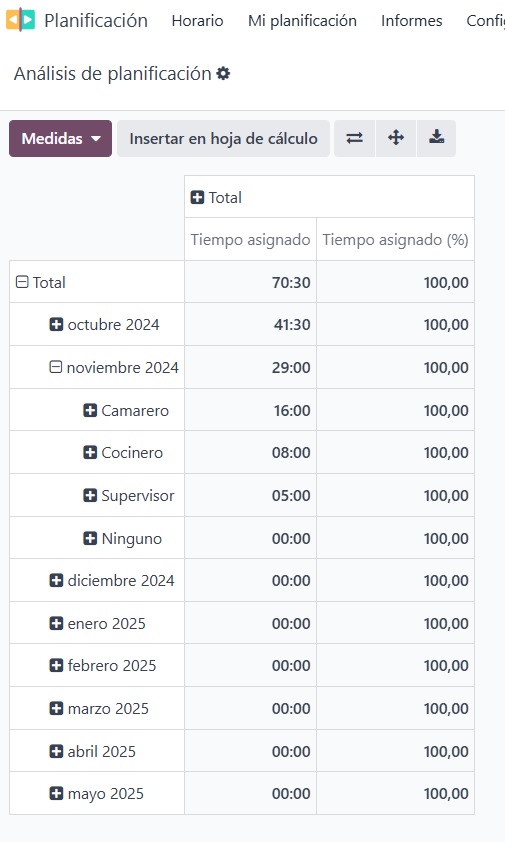 Planificación Horario Mi planificación Informes Config
Análisis de planificación
Medidas Insertar en hoja de cálculo
Total
Tiempo asignado Tiempo asignado (%)
Total 70:30 100,00
octubre 2024 41:30 100,00
noviembre 2024 29:00 100,00
Camarero 16:00 100,00
Cocinero 08:00 100,00
Supervisor 05:00 100,00
Ninguno 00:00 100,00
diciembre 2024 00:00 100,00
enero 2025 00:00 100,00
febrero 2025 00:00 100,00
marzo 2025 00:00 100,00
abril 2025 00:00 100,00
mayo 2025 00:00 100,00